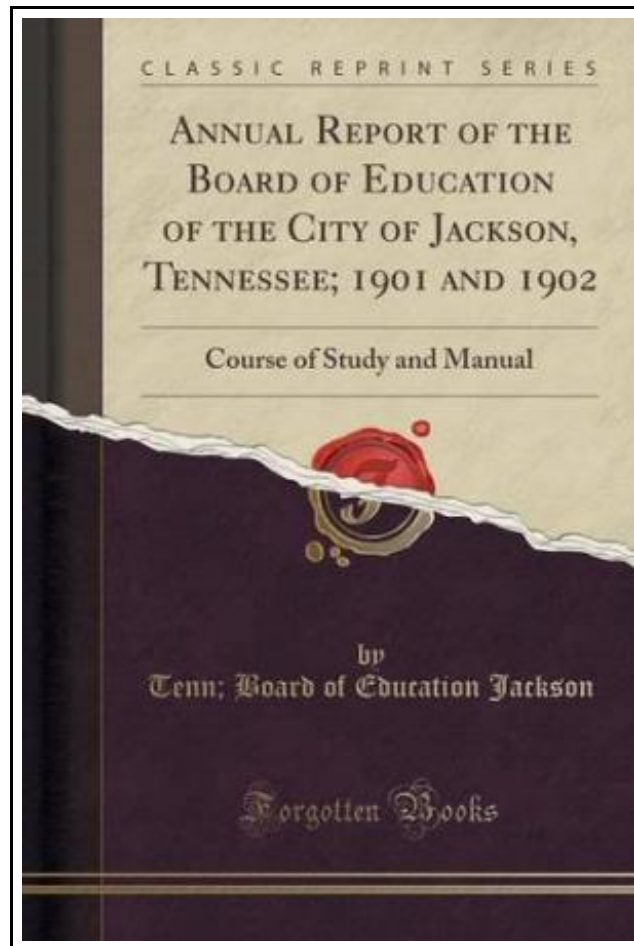 CLASSIC REPRINT SERIES
ANNUAL REPORT OF THE
BOARD OF EDUCATION
OF THE CITY OF JACKSON,
TENNESSEE; 1901 AND 1902
Course of Study and Manual
F
by
Tenn; Board of Education Jackson
Forgotten Books